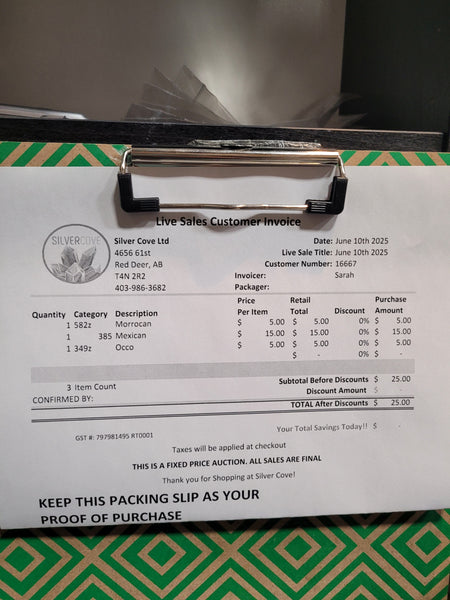 Live Sales Customer Invoice
SILVERCOVE
Silver Cove Ltd
4656 61st
Red Deer, AB
T4N 2R2
403-986-3682
Date: June 10th 2025
Live Sale Title: June 10th 2025
Customer Number: 16667
Invoicer: Sarah
Packager:
Quantity Category Description Price Per Item Retail Total Discount Purchase Amount
1 582z Morrocan $ 5.00 $ 5.00 0% $ 5.00
1 385 Mexican $ 15.00 $ 15.00 0% $ 15.00
1 349z Occo $ 5.00 $ 5.00 0% $ 5.00
$ - 0% $ -
3 Item Count
Subtotal Before Discounts $ 25.00
Discount Amount $ -
CONFIRMED BY:
TOTAL After Discounts $ 25.00
Your Total Savings Today!! $ -
GST #: 797981495 RT0001
Taxes will be applied at checkout
THIS IS A FIXED PRICE AUCTION. ALL SALES ARE FINAL
Thank you for Shopping at Silver Cove!
KEEP THIS PACKING SLIP AS YOUR
PROOF OF PURCHASE